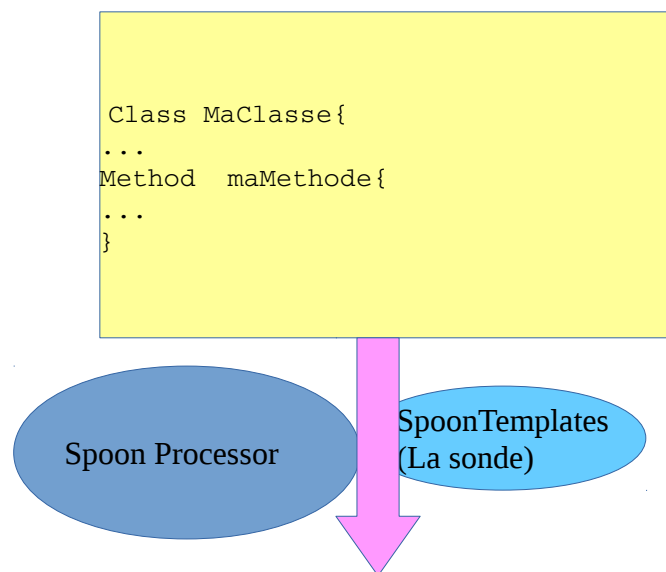 Class MaClasse{
...
Method  maMethode{
...
}
Spoon Processor
SpoonTemplates
(La sonde)